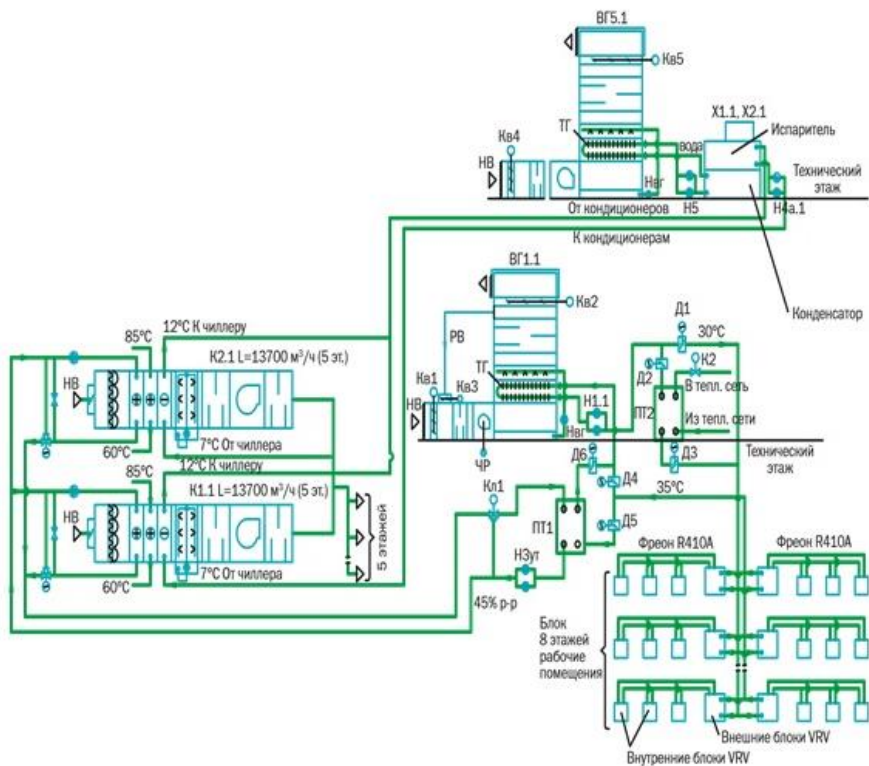 ВГ5.1
Кв5
Х1.1, Х2.1
Испаритель
ТГ
Кв4
НВ
вода
Технический
этаж
Нвг
От кондиционеров
Н5
Н4а.1
К кондиционерам
ВГ1.1
Конденсатор
Кв2
Д1
30°C
85°C
12°C К чиллеру
РВ
К2
Д2
К2.1 L=13700 м³/ч (5 эт.)
ТГ
Кв1
Кв3
Н1.1
В тепл. сеть
ПТ2
НВ
НВ
Из тепл. сети
Нвг
7°C От чиллера
60°C
ЧР
Д6
Д3
Технический
этаж
12°C К чиллеру
85°C
Д4
К1.1 L=13700 м³/ч (5 эт.)
Кл1
35°C
НВ
ПТ1
Д5
5 этажей
Фреон R410A
Фреон R410A
7°C От чиллера
Н3ут
60°C
45% р-р
Блок
8 этажей
рабочие
помещения
Внешние блоки VRV
Внутренние блоки VRV